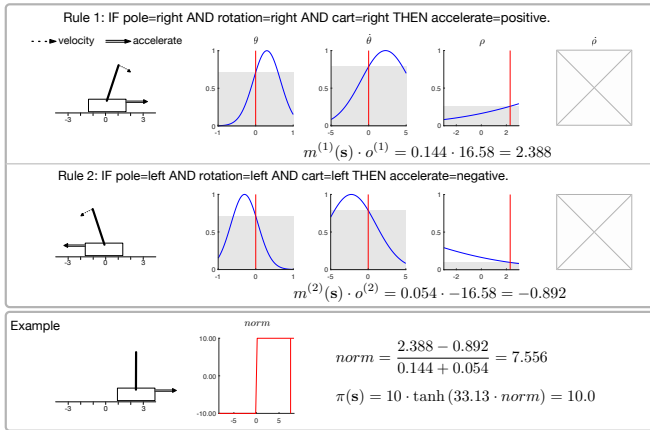 Rule 1: IF pole=right AND rotation=right AND cart=right THEN accelerate=positive.
velocity accelerate
θ θ̇ ρ ρ̇
1 1 1
0.5 0.5 0.5
0 0 0
-3 0 3 -1 0 1 -5 0 5 -2 0 2
m⁽¹⁾(s) · o⁽¹⁾ = 0.144 · 16.58 = 2.388
Rule 2: IF pole=left AND rotation=left AND cart=left THEN accelerate=negative.
1 1 1
0.5 0.5 0.5
0 0 0
-3 0 3 -1 0 1 -5 0 5 -2 0 2
m⁽²⁾(s) · o⁽²⁾ = 0.054 · −16.58 = −0.892
Example
norm
10.00
0.00
-10.00
-3 0 3 -5 0 5
norm = (2.388 − 0.892) / (0.144 + 0.054) = 7.556
π(s) = 10 · tanh (33.13 · norm) = 10.0